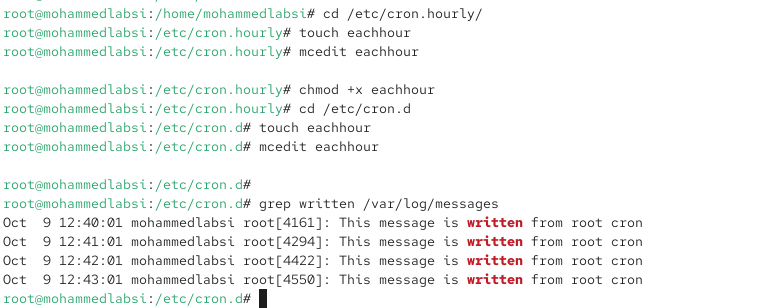 root@mohammedlabsi:/home/mohammedlabsi# cd /etc/cron.hourly/
root@mohammedlabsi:/etc/cron.hourly# touch eachhour
root@mohammedlabsi:/etc/cron.hourly# mcedit eachhour
root@mohammedlabsi:/etc/cron.hourly# chmod +x eachhour
root@mohammedlabsi:/etc/cron.hourly# cd /etc/cron.d
root@mohammedlabsi:/etc/cron.d# touch eachhour
root@mohammedlabsi:/etc/cron.d# mcedit eachhour
root@mohammedlabsi:/etc/cron.d#
root@mohammedlabsi:/etc/cron.d# grep written /var/log/messages
Oct  9 12:40:01 mohammedlabsi root[4161]: This message is written from root cron
Oct  9 12:41:01 mohammedlabsi root[4294]: This message is written from root cron
Oct  9 12:42:01 mohammedlabsi root[4422]: This message is written from root cron
Oct  9 12:43:01 mohammedlabsi root[4550]: This message is written from root cron
root@mohammedlabsi:/etc/cron.d#